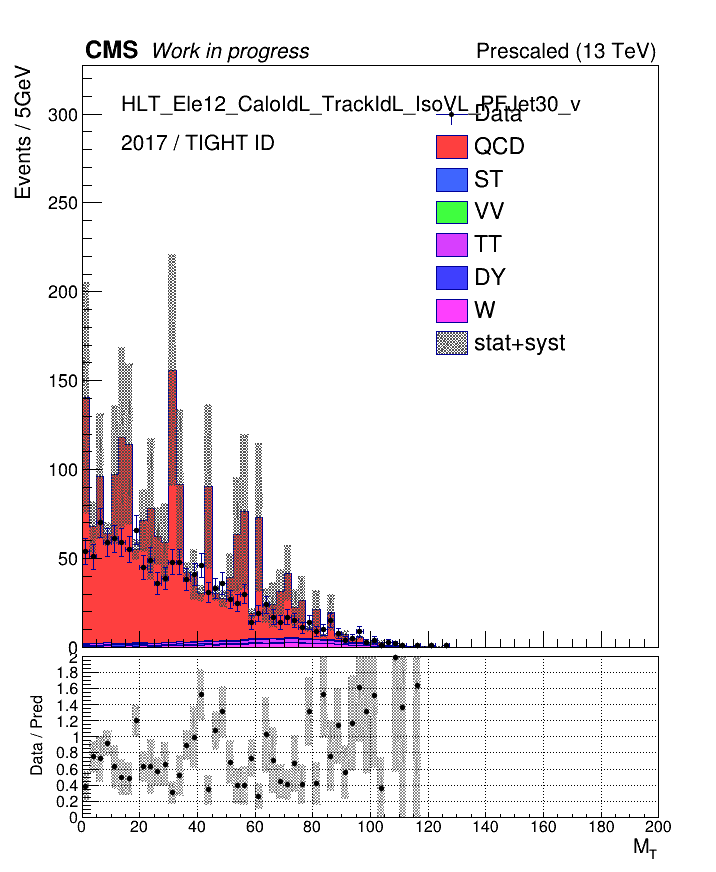 CMS Work in progress Prescaled (13 TeV)
HLT_Ele12_CaloIdL_TrackIdL_IsoVL_PFJet30_v
2017 / TIGHT ID
Data
QCD
ST
VV
TT
DY
W
stat+syst
Events / 5GeV
300
250
200
150
100
50
0
Data / Pred
2
1.8
1.6
1.4
1.2
1
0.8
0.6
0.4
0.2
0
0 20 40 60 80 100 120 140 160 180 200
M_T